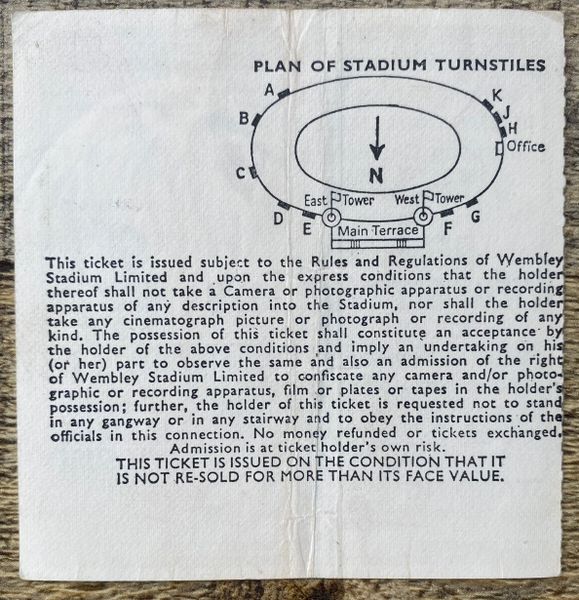 PLAN OF STADIUM TURNSTILES
A
K
B
J
H
Office
C
N
East Tower
West Tower
D
E
F
G
Main Terrace
This ticket is issued subject to the Rules and Regulations of Wembley
Stadium Limited and upon the express conditions that the holder
thereof shall not take a Camera or photographic apparatus or recording
apparatus of any description into the Stadium, nor shall the holder
take any cinematograph picture or photograph or recording of any
kind. The possession of this ticket shall constitute an acceptance by
the holder of the above conditions and imply an undertaking on his
(or her) part to observe the same and also an admission of the right
of Wembley Stadium Limited to confiscate any camera and/or photo-
graphic or recording apparatus, film or plates or tapes in the holder's
possession; further, the holder of this ticket is requested not to stand
in any gangway or in any stairway and to obey the instructions of the
officials in this connection. No money refunded or tickets exchanged.
Admission is at ticket holder's own risk.
THIS TICKET IS ISSUED ON THE CONDITION THAT IT
IS NOT RE-SOLD FOR MORE THAN ITS FACE VALUE.